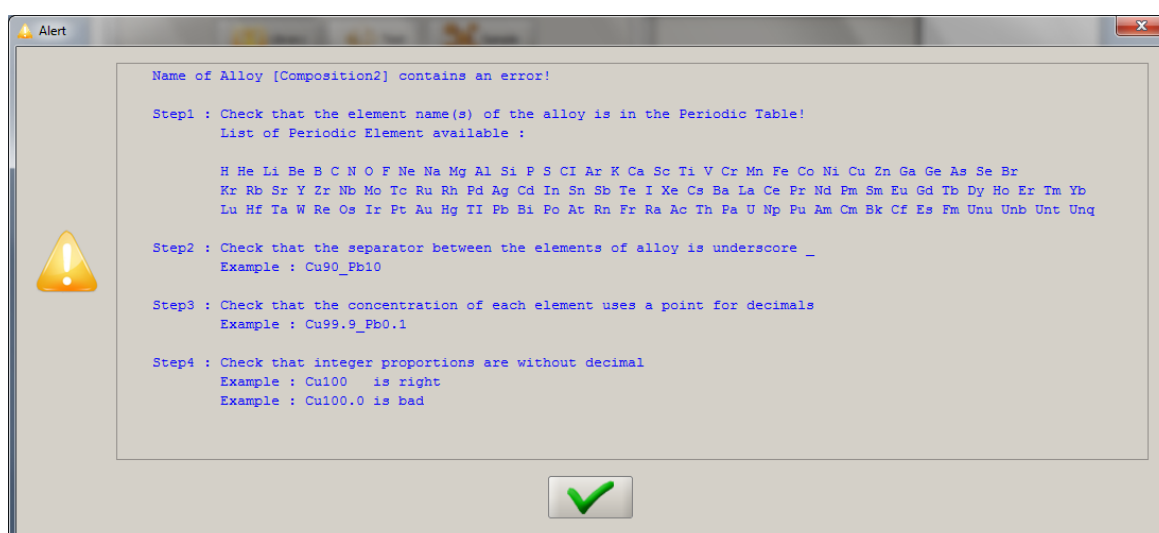 Alert
Name of Alloy [Composition2] contains an error!
Step1 : Check that the element name(s) of the alloy is in the Periodic Table!
List of Periodic Element available :
H He Li Be B C N O F Ne Na Mg Al Si P S CI Ar K Ca Sc Ti V Cr Mn Fe Co Ni Cu Zn Ga Ge As Se Br
Kr Rb Sr Y Zr Nb Mo Tc Ru Rh Pd Ag Cd In Sn Sb Te I Xe Cs Ba La Ce Pr Nd Pm Sm Eu Gd Tb Dy Ho Er Tm Yb
Lu Hf Ta W Re Os Ir Pt Au Hg TI Pb Bi Po At Rn Fr Ra Ac Th Pa U Np Pu Am Cm Bk Cf Es Fm Unu Unb Unt Unq
Step2 : Check that the separator between the elements of alloy is underscore _
Example : Cu90_Pb10
Step3 : Check that the concentration of each element uses a point for decimals
Example : Cu99.9_Pb0.1
Step4 : Check that integer proportions are without decimal
Example : Cu100   is right
Example : Cu100.0 is bad